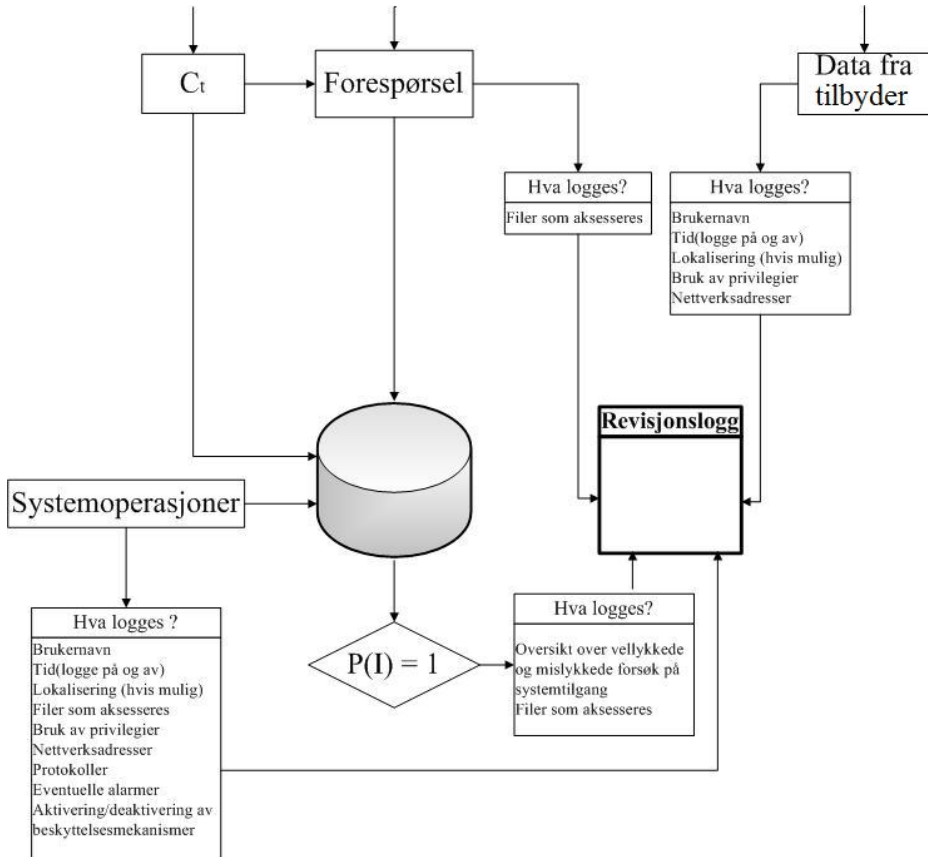 Cₜ
Forespørsel
Data fra
tilbyder
Hva logges?
Filer som aksesseres
Hva logges?
Brukernavn
Tid(logge på og av)
Lokalisering (hvis mulig)
Bruk av privilegier
Nettverksadresser
Revisjonslogg
Systemoperasjoner
Hva logges ?
Brukernavn
Tid(logge på og av)
Lokalisering (hvis mulig)
Filer som aksesseres
Bruk av privilegier
Nettverksadresser
Protokoller
Eventuelle alarmer
Aktivering/deaktivering av
beskyttelsesmekanismer
P(I) = 1
Hva logges?
Oversikt over vellykkede
og mislykkede forsøk på
systemtilgang
Filer som aksesseres